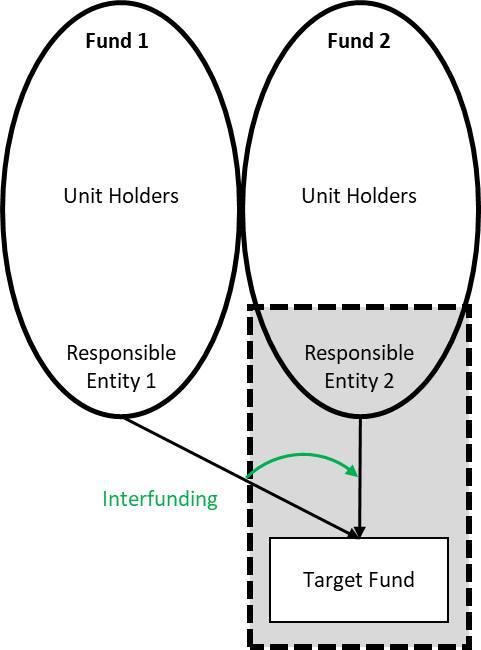 Fund 1
Fund 2
Unit Holders
Unit Holders
Responsible
Entity 1
Responsible
Entity 2
Interfunding
Target Fund